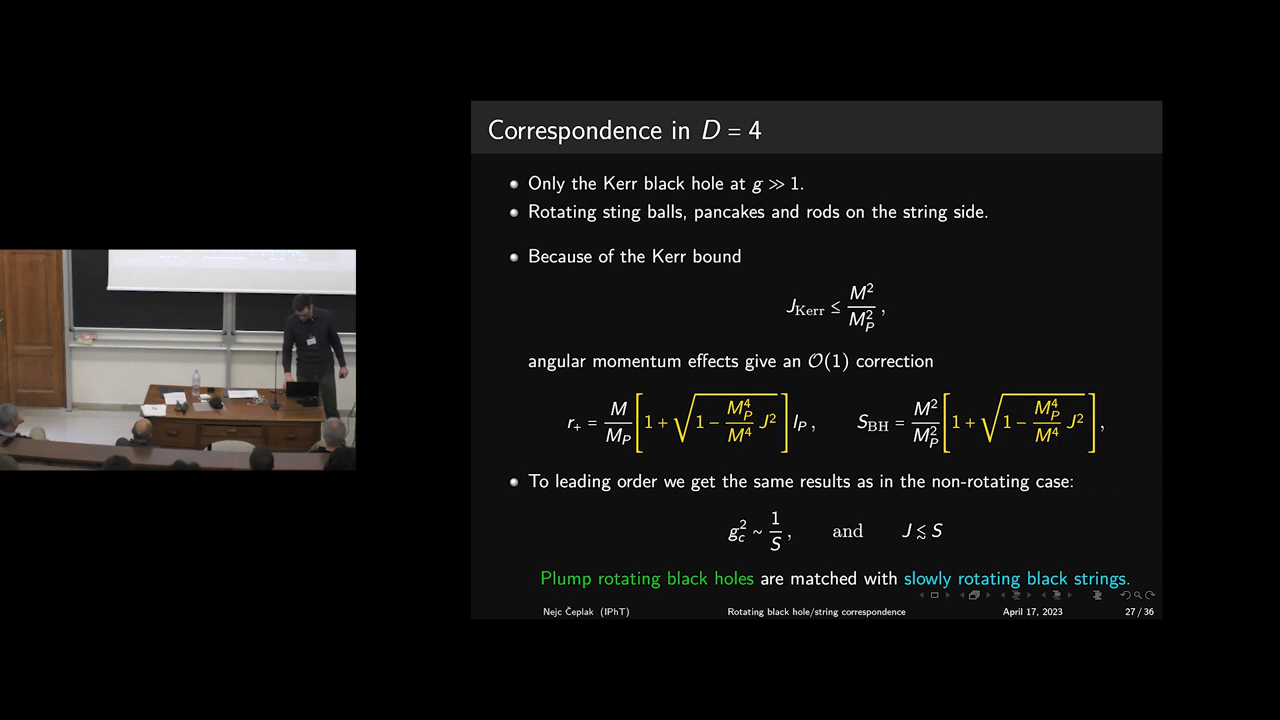 Correspondence in D = 4
Only the Kerr black hole at g ≫ 1.
Rotating sting balls, pancakes and rods on the string side.
Because of the Kerr bound
J_Kerr ≤ M^2 / M_P^2 ,
angular momentum effects give an O(1) correction
r_+ = M/M_P [1 + √(1 − M_P^4/M^4 J^2)] l_P , S_BH = M^2/M_P^2 [1 + √(1 − M_P^4/M^4 J^2)] ,
To leading order we get the same results as in the non-rotating case:
g_c^2 ~ 1/S , and J ≲ S
Plump rotating black holes are matched with slowly rotating black strings.
Nejc Čeplak (IPhT) Rotating black hole/string correspondence April 17, 2023 27 / 36